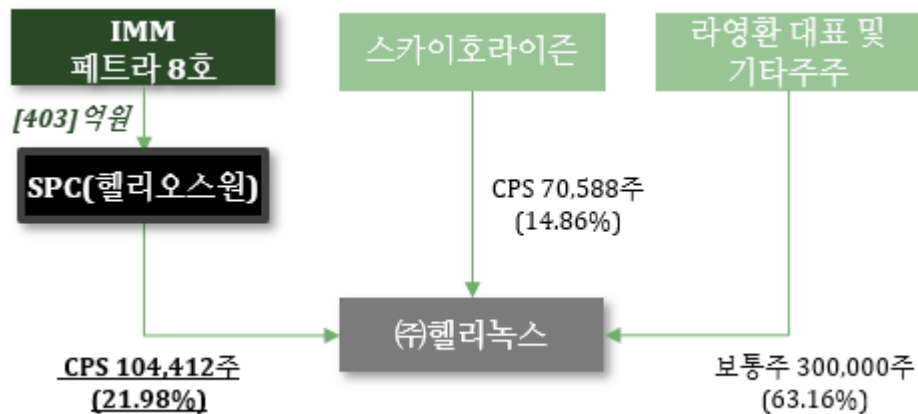 IMM
페트라 8호
스카이호라이즌
라영환 대표 및
기타주주
[403]억원
SPC(헬리오스원)
CPS 70,588주
(14.86%)
㈜헬리녹스
CPS 104,412주
(21.98%)
보통주 300,000주
(63.16%)